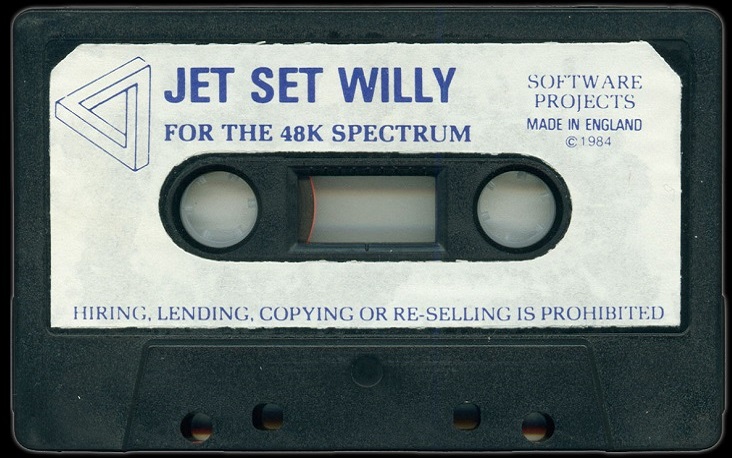 JET SET WILLY
FOR THE 48K SPECTRUM
SOFTWARE
PROJECTS
MADE IN ENGLAND
© 1984
HIRING, LENDING, COPYING OR RE-SELLING IS PROHIBITED